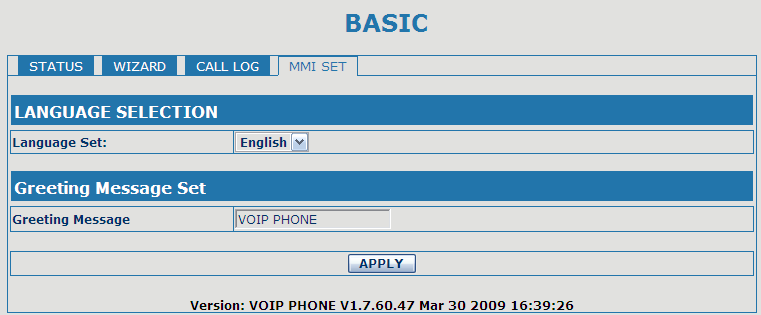 BASIC
STATUS WIZARD CALL LOG MMI SET
LANGUAGE SELECTION
Language Set: English
Greeting Message Set
Greeting Message VOIP PHONE
APPLY
Version: VOIP PHONE V1.7.60.47 Mar 30 2009 16:39:26